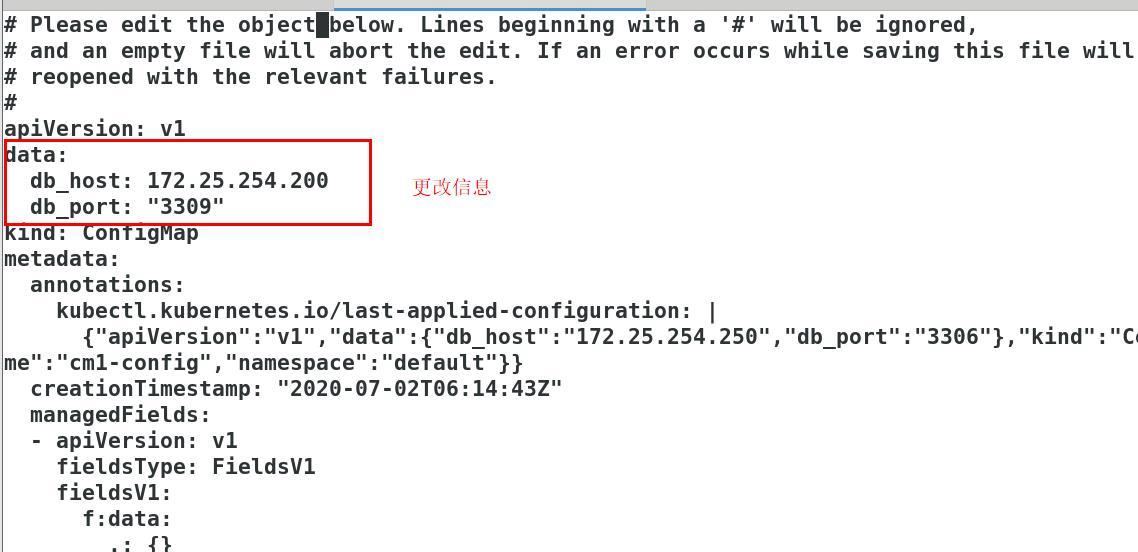 # Please edit the object below. Lines beginning with a '#' will be ignored,
# and an empty file will abort the edit. If an error occurs while saving this file will
# reopened with the relevant failures.
#
apiVersion: v1
data:
  db_host: 172.25.254.200
  db_port: "3309"
更改信息
kind: ConfigMap
metadata:
  annotations:
    kubectl.kubernetes.io/last-applied-configuration: |
      {"apiVersion":"v1","data":{"db_host":"172.25.254.250","db_port":"3306"},"kind":"Co
me":"cm1-config","namespace":"default"}}
  creationTimestamp: "2020-07-02T06:14:43Z"
  managedFields:
  - apiVersion: v1
    fieldsType: FieldsV1
    fieldsV1:
      f:data:
        .: {}